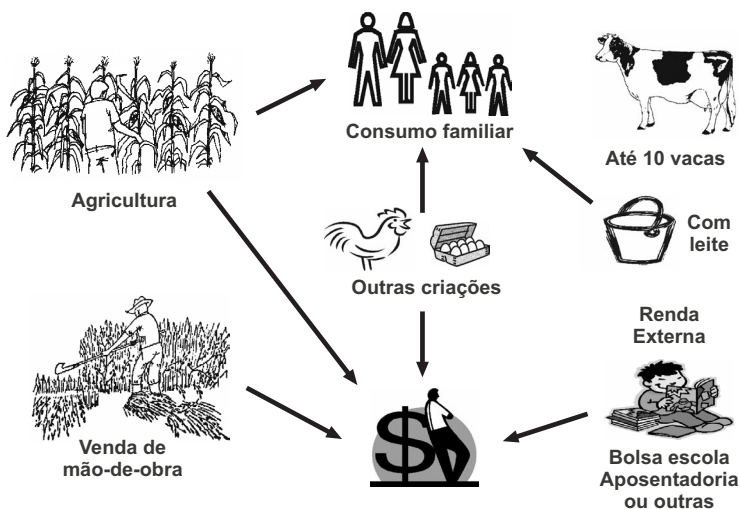 Consumo familiar
Até 10 vacas
Agricultura
Com
leite
Outras criações
Renda
Externa
Venda de
mão-de-obra
$
Bolsa escola
Aposentadoria
ou outras